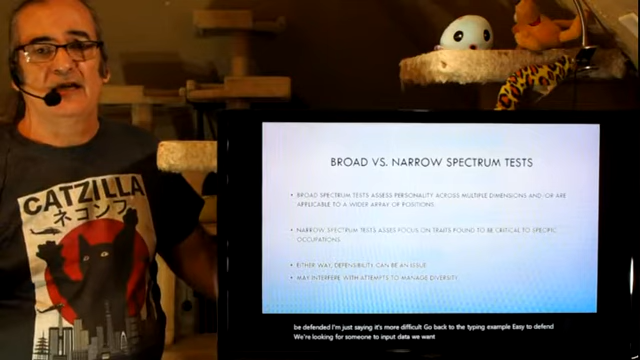 CATZILLA
ネコンフ
BROAD VS. NARROW SPECTRUM TESTS
• BROAD SPECTRUM TESTS ASSESS PERSONALITY ACROSS MULTIPLE DIMENSIONS AND/OR ARE
APPLICABLE TO A WIDER ARRAY OF POSITIONS.
• NARROW SPECTRUM TESTS ASSES FOCUS ON TRAITS FOUND TO BE CRITICAL TO SPECIFIC
OCCUPATIONS.
• EITHER WAY, DEFENSIBILITY CAN BE AN ISSUE
• MAY INTERFERE WITH ATTEMPTS TO MANAGE DIVERSITY
be defended I'm just saying it's more difficult Go back to the typing example Easy to defend
We're looking for someone to input data we want